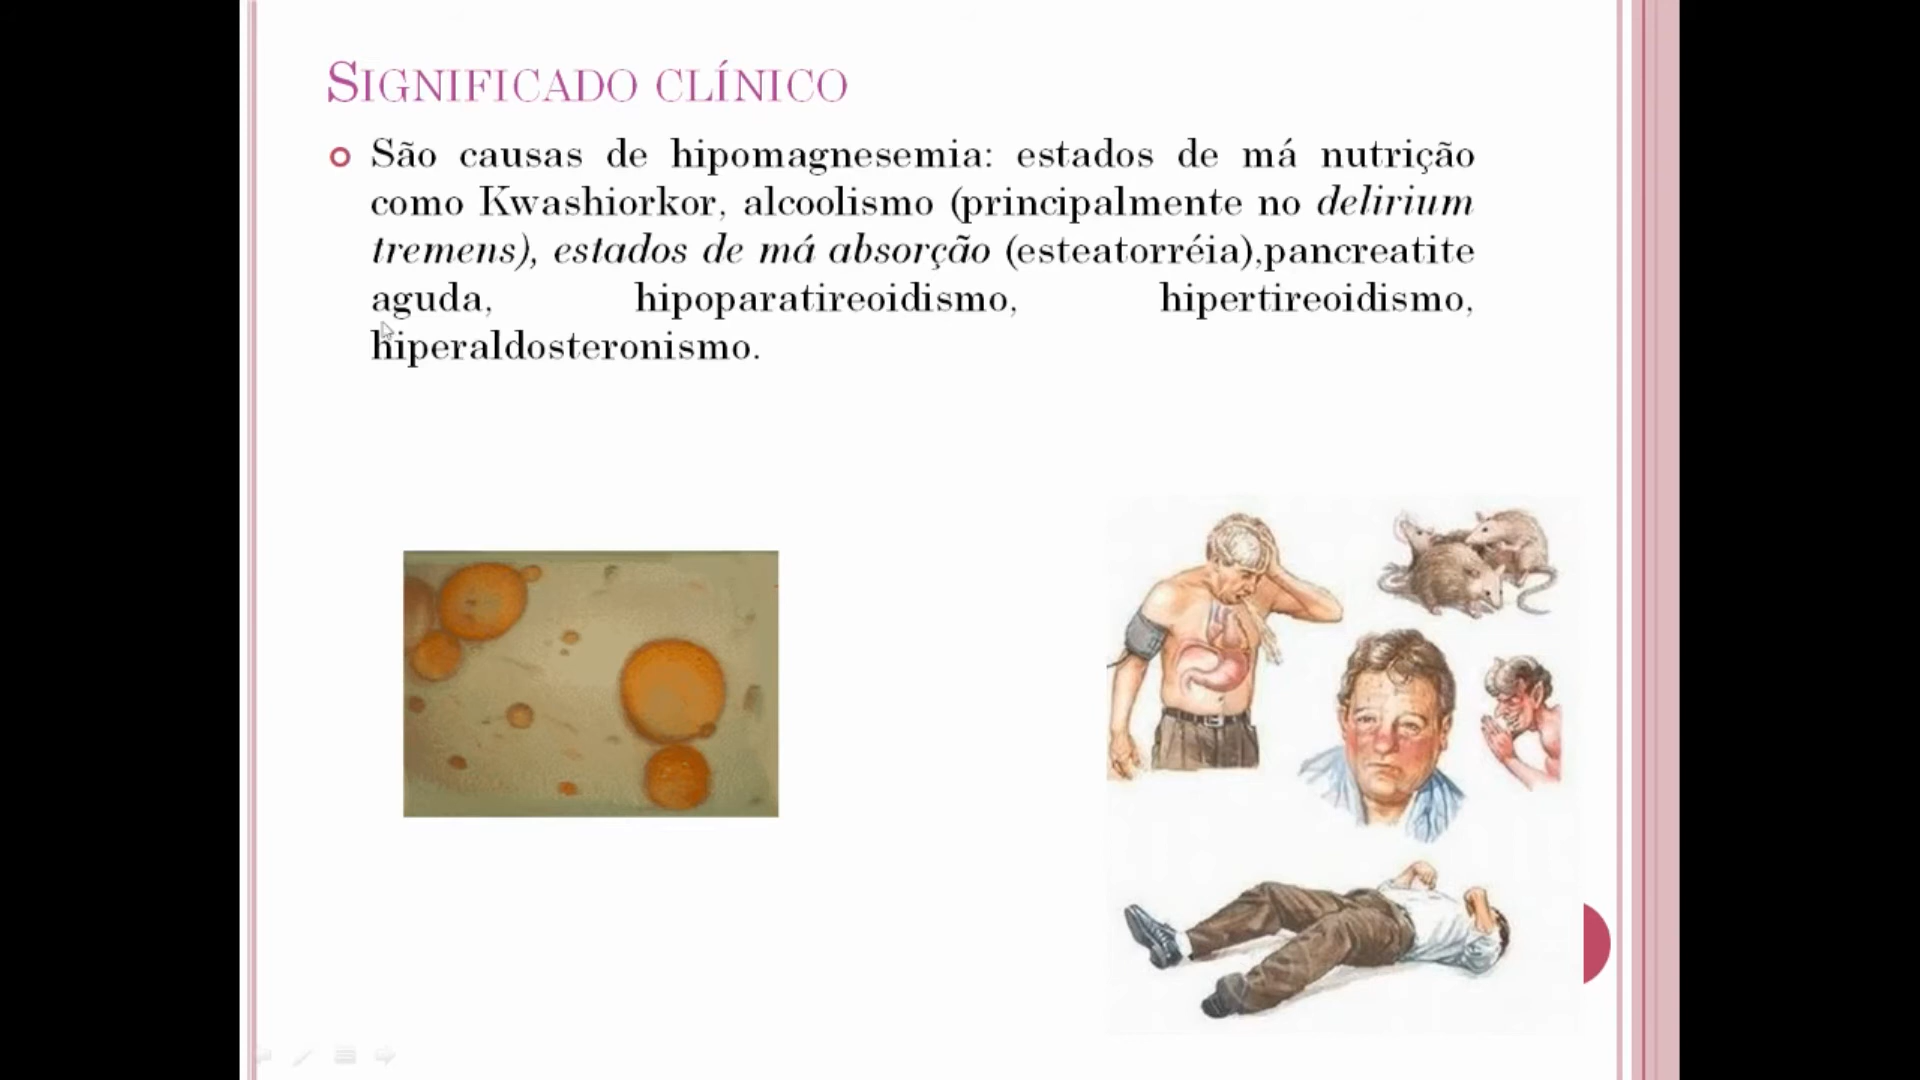 SIGNIFICADO CLÍNICO
São causas de hipomagnesemia: estados de má nutrição
como Kwashiorkor, alcoolismo (principalmente no delirium
tremens), estados de má absorção (esteatorréia),pancreatite
aguda, hipoparatireoidismo, hipertireoidismo,
hiperaldosteronismo.